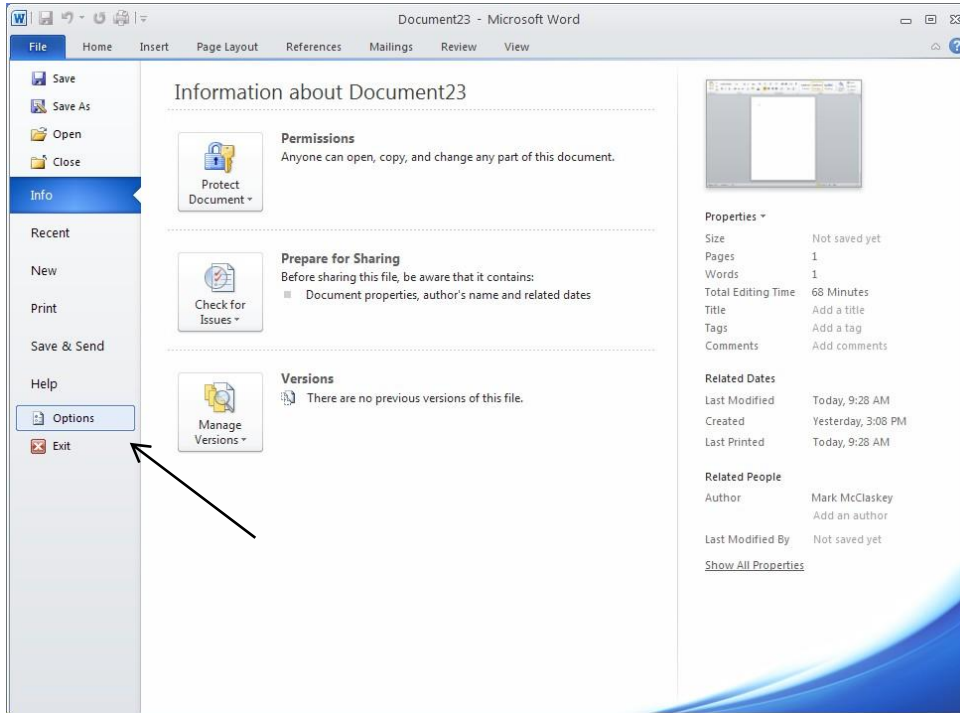 Document23 - Microsoft Word
File Home Insert Page Layout References Mailings Review View
Save
Save As
Open
Close
Info
Recent
New
Print
Save & Send
Help
Options
Exit
Information about Document23
Protect
Document
Permissions
Anyone can open, copy, and change any part of this document.
Check for
Issues
Prepare for Sharing
Before sharing this file, be aware that it contains:
Document properties, author's name and related dates
Manage
Versions
Versions
There are no previous versions of this file.
Properties
Size Not saved yet
Pages 1
Words 1
Total Editing Time 68 Minutes
Title Add a title
Tags Add a tag
Comments Add comments
Related Dates
Last Modified Today, 9:28 AM
Created Yesterday, 3:08 PM
Last Printed Today, 9:28 AM
Related People
Author Mark McClaskey
Add an author
Last Modified By Not saved yet
Show All Properties